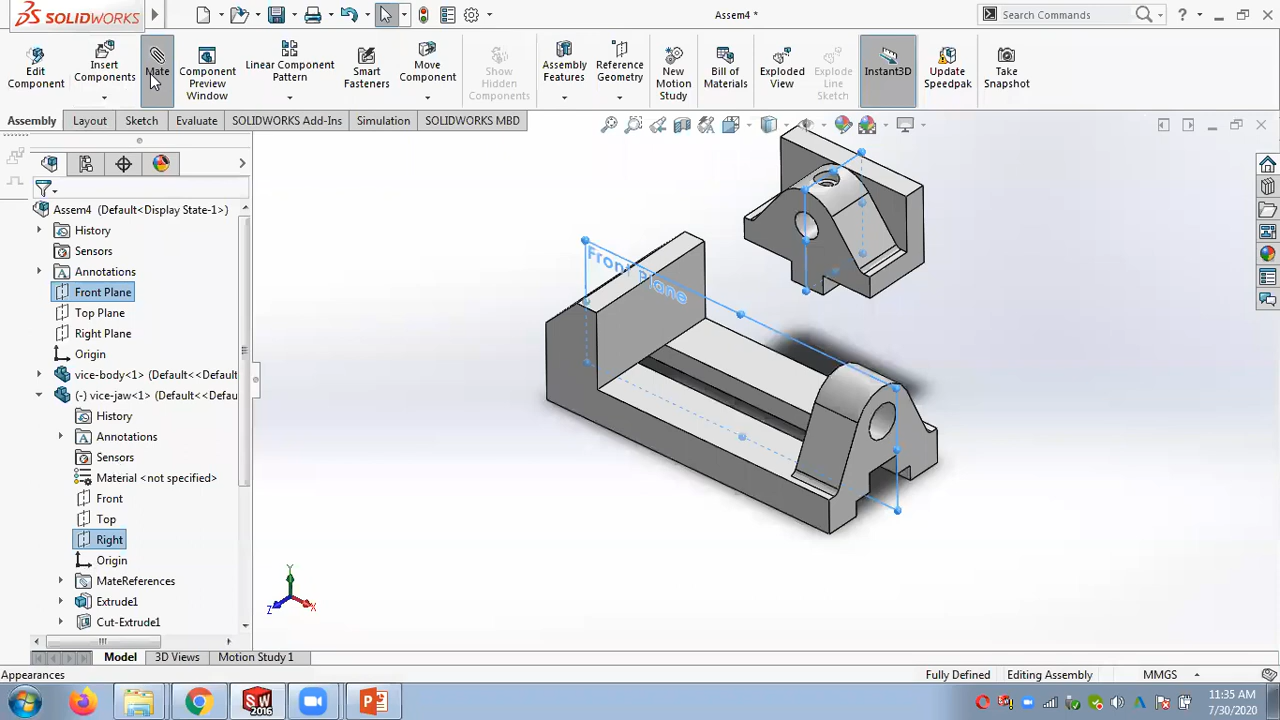 SOLIDWORKS
Assem4 *
Search Commands
?
Edit
Component
Insert
Components
Mate
Component
Preview
Window
Linear Component
Pattern
Smart
Fasteners
Move
Component
Show
Hidden
Components
Assembly
Features
Reference
Geometry
New
Motion
Study
Bill of
Materials
Exploded
View
Explode
Line
Sketch
Instant3D
Update
Speedpak
Take
Snapshot
Assembly
Layout
Sketch
Evaluate
SOLIDWORKS Add-Ins
Simulation
SOLIDWORKS MBD
Assem4 (Default<Display State-1>)
History
Sensors
Annotations
Front Plane
Top Plane
Right Plane
Origin
vice-body<1> (Default<<Default
(-) vice-jaw<1> (Default<<Defau
History
Annotations
Sensors
Material <not specified>
Front
Top
Right
Origin
MateReferences
Extrude1
Cut-Extrude1
Front Plane
Y
Z
X
Model
3D Views
Motion Study 1
Appearances
Fully Defined
Editing Assembly
MMGS
SW
2016
11:35 AM
7/30/2020